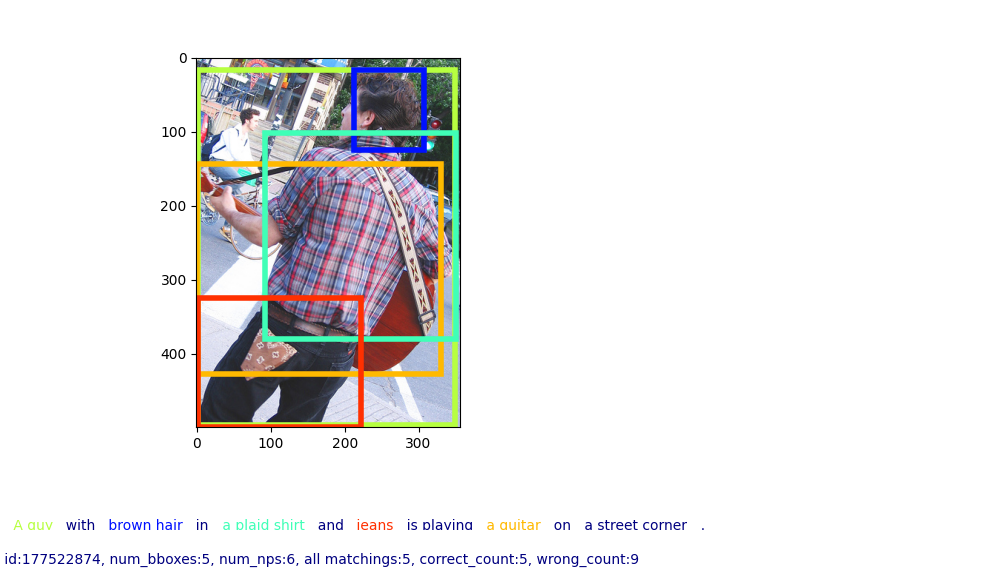 0
100
200
300
400
0 100 200 300
A guy with brown hair in a plaid shirt and jeans is playing a guitar on a street corner .
id:177522874, num_bboxes:5, num_nps:6, all matchings:5, correct_count:5, wrong_count:9